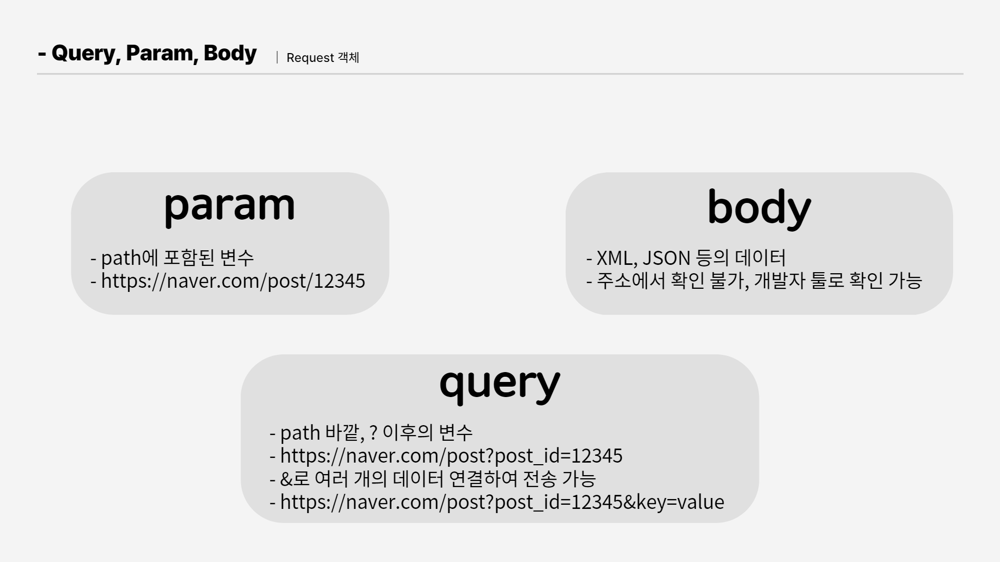 - Query, Param, Body
Request 객체
param
- path에 포함된 변수
- https://naver.com/post/12345
body
- XML, JSON 등의 데이터
- 주소에서 확인 불가, 개발자 툴로 확인 가능
query
- path 바깥, ? 이후의 변수
- https://naver.com/post?post_id=12345
- &로 여러 개의 데이터 연결하여 전송 가능
- https://naver.com/post?post_id=12345&key=value